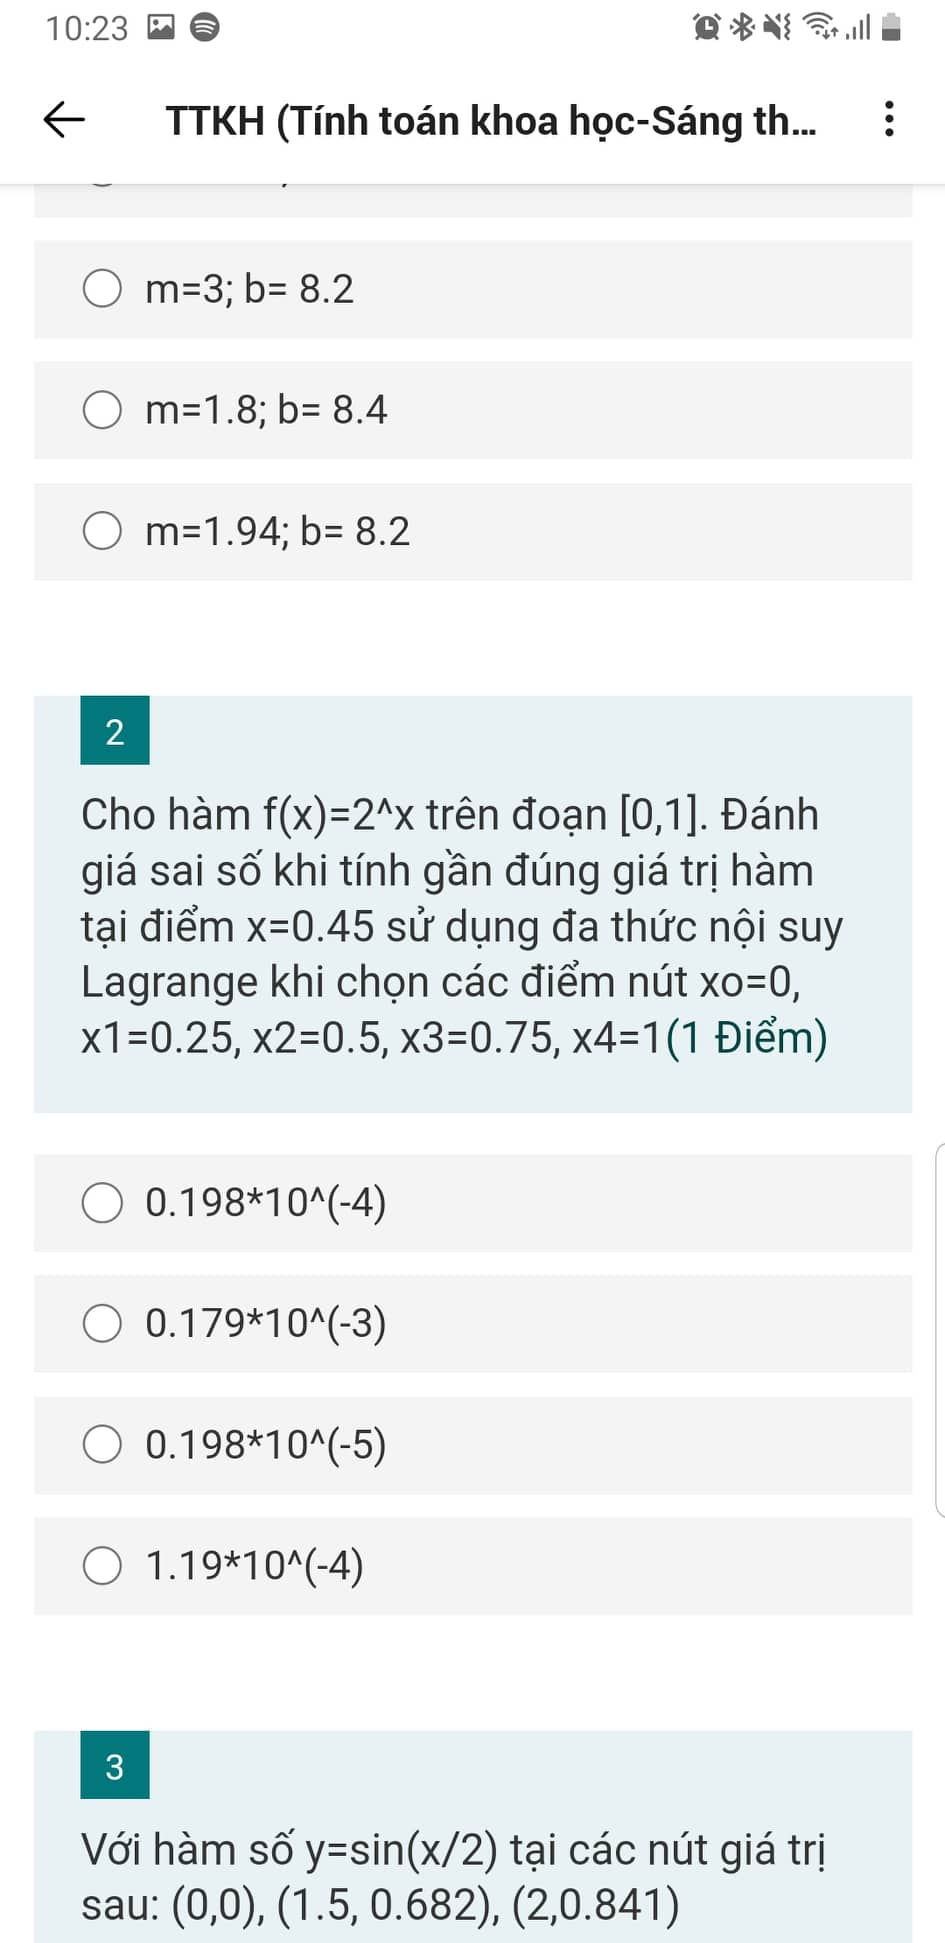 10:23
TTKH (Tính toán khoa học-Sáng th...
m=3; b= 8.2
m=1.8; b= 8.4
m=1.94; b= 8.2
2
Cho hàm f(x)=2^x trên đoạn [0,1]. Đánh
giá sai số khi tính gần đúng giá trị hàm
tại điểm x=0.45 sử dụng đa thức nội suy
Lagrange khi chọn các điểm nút xo=0,
x1=0.25, x2=0.5, x3=0.75, x4=1(1 Điểm)
0.198*10^(-4)
0.179*10^(-3)
0.198*10^(-5)
1.19*10^(-4)
3
Với hàm số y=sin(x/2) tại các nút giá trị
sau: (0,0), (1.5, 0.682), (2,0.841)